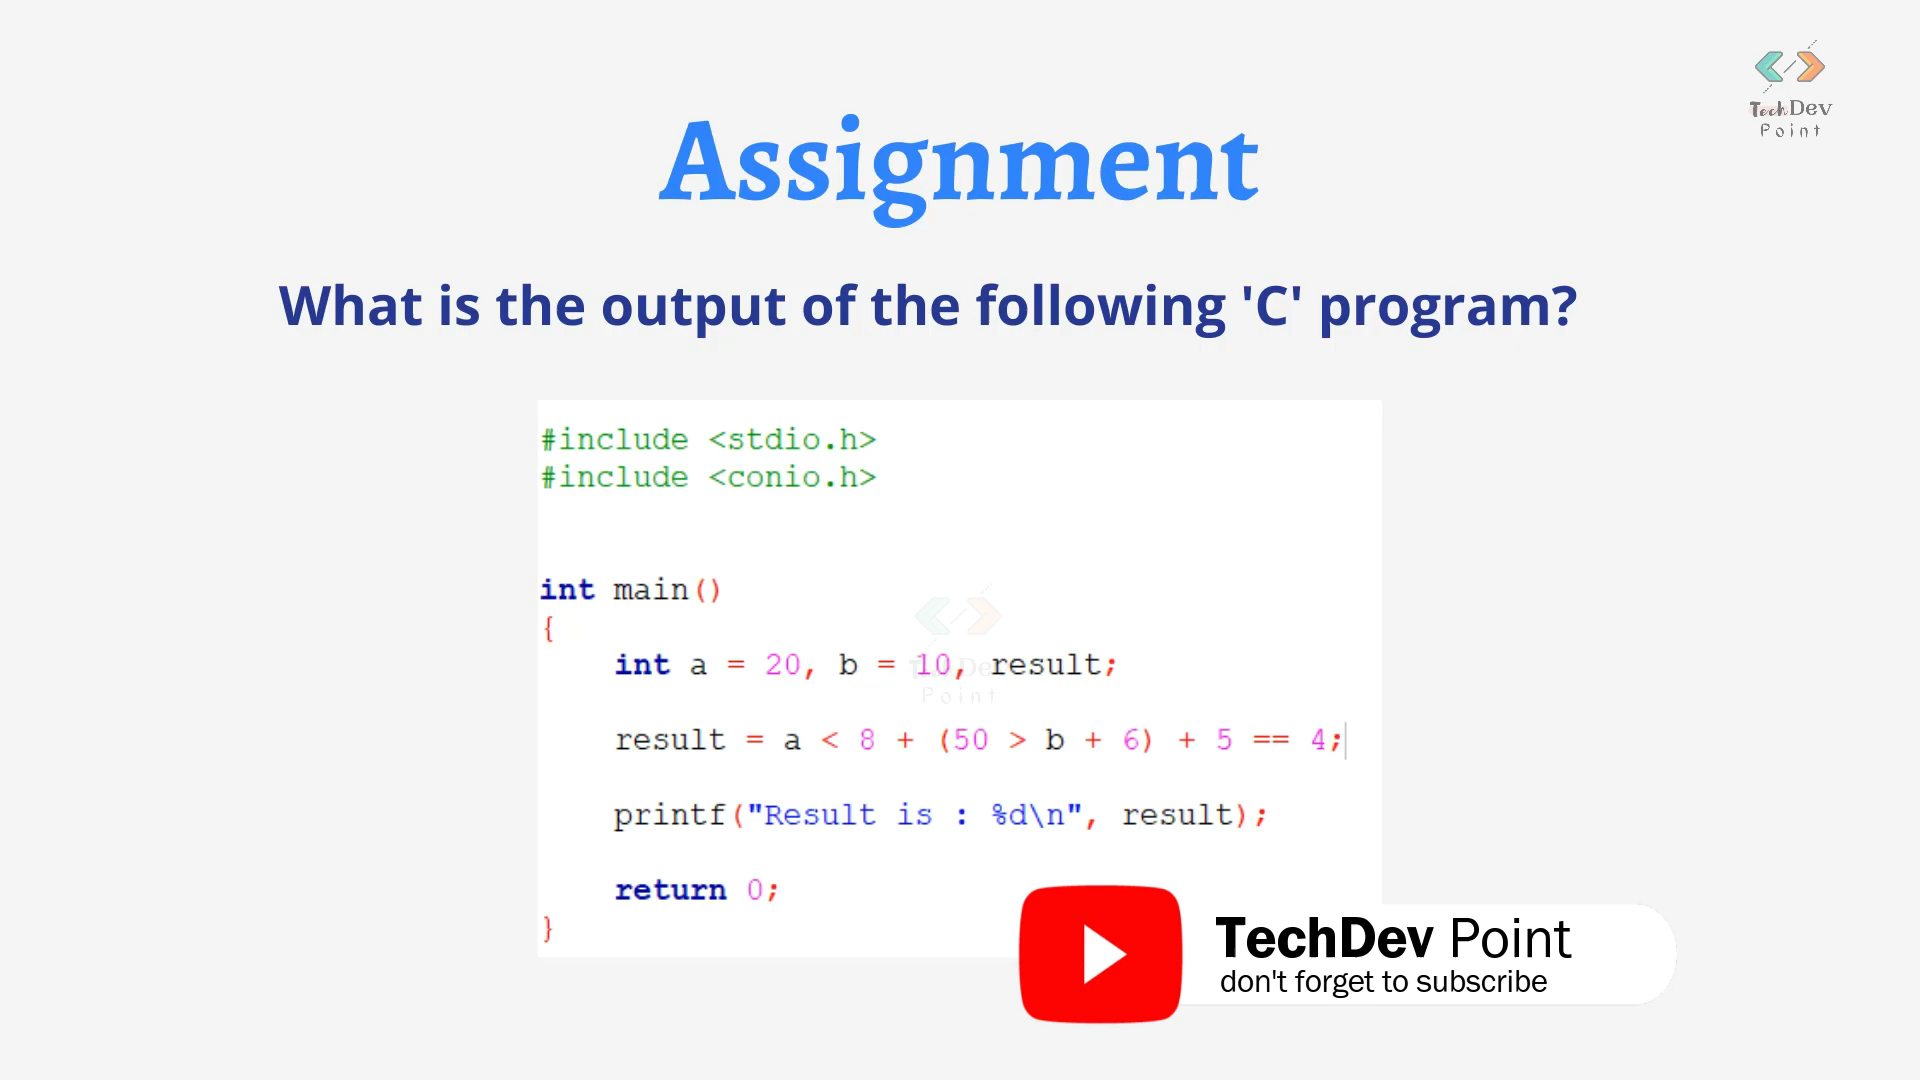 TechDev
Point
Assignment
What is the output of the following 'C' program?
#include <stdio.h>
#include <conio.h>
int main()
{
int a = 20, b = 10, result;
result = a < 8 + (50 > b + 6) + 5 == 4;
printf("Result is : %d\n", result);
return 0;
}
TechDev Point
don't forget to subscribe